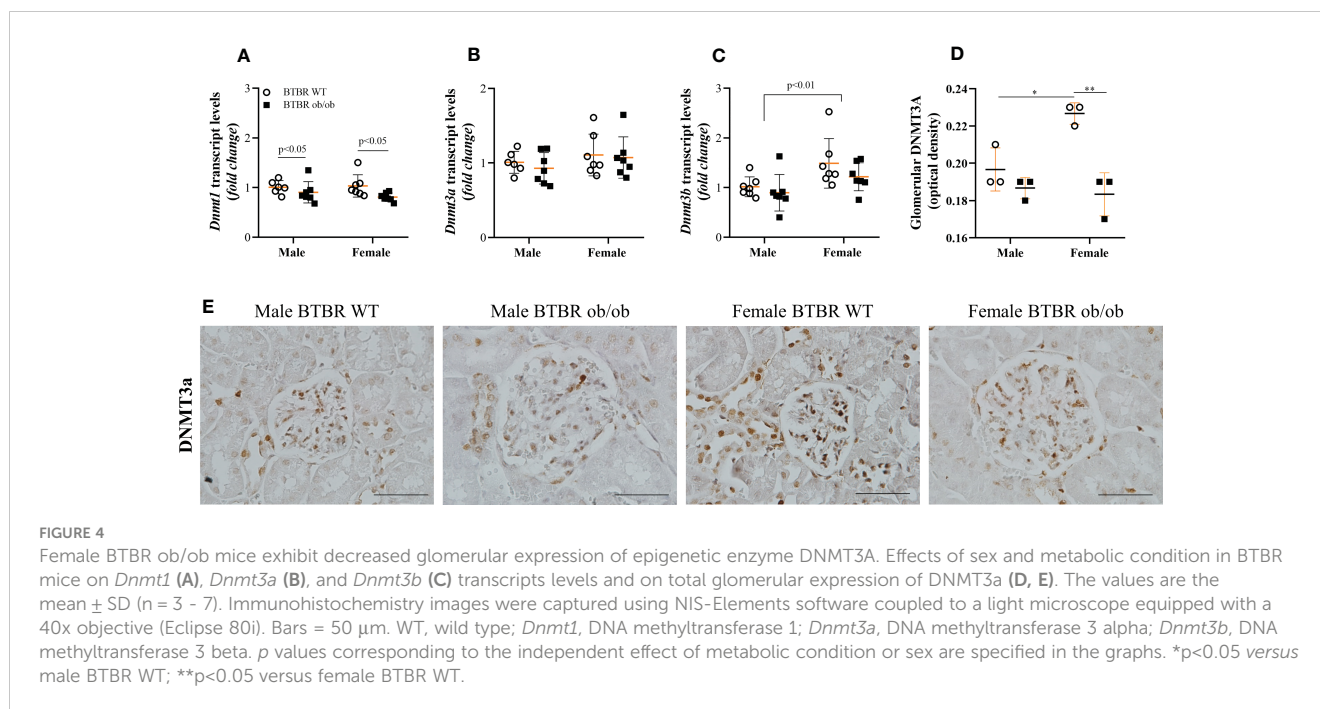 A
B
C
D
Dnmt1 transcript levels
(fold change)
3
2
1
0
BTBR WT
BTBR ob/ob
p<0.05
p<0.05
Male
Female
Dnmt3a transcript levels
(fold change)
2
1
0
Male
Female
Dnmt3b transcript levels
(fold change)
3
2
1
0
p<0.01
Male
Female
Glomerular DNMT3A
(optical density)
0.24
0.22
0.20
0.18
0.16
*
**
Male
Female
E
Male BTBR WT
Male BTBR ob/ob
Female BTBR WT
Female BTBR ob/ob
DNMT3a
FIGURE 4
Female BTBR ob/ob mice exhibit decreased glomerular expression of epigenetic enzyme DNMT3A. Effects of sex and metabolic condition in BTBR
mice on Dnmt1 (A), Dnmt3a (B), and Dnmt3b (C) transcripts levels and on total glomerular expression of DNMT3a (D, E). The values are the
mean ± SD (n = 3 - 7). Immunohistochemistry images were captured using NIS-Elements software coupled to a light microscope equipped with a
40x objective (Eclipse 80i). Bars = 50 μm. WT, wild type; Dnmt1, DNA methyltransferase 1; Dnmt3a, DNA methyltransferase 3 alpha; Dnmt3b, DNA
methyltransferase 3 beta. p values corresponding to the independent effect of metabolic condition or sex are specified in the graphs. *p<0.05 versus
male BTBR WT; **p<0.05 versus female BTBR WT.